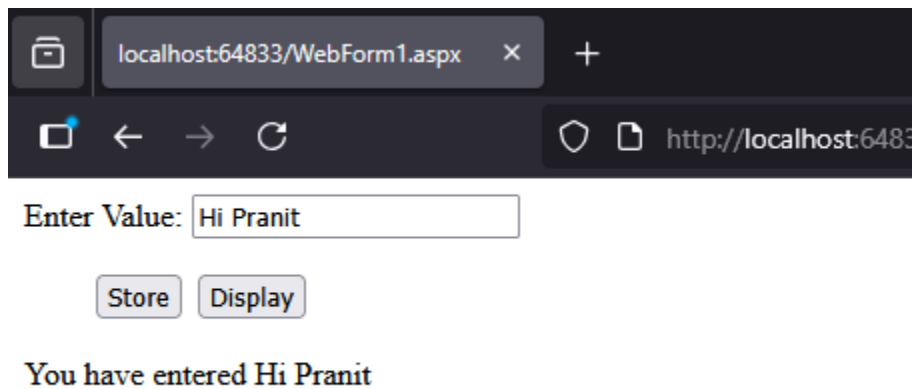 localhost:64833/WebForm1.aspx
http://localhost:6483
Enter Value: Hi Pranit
Store Display
You have entered Hi Pranit